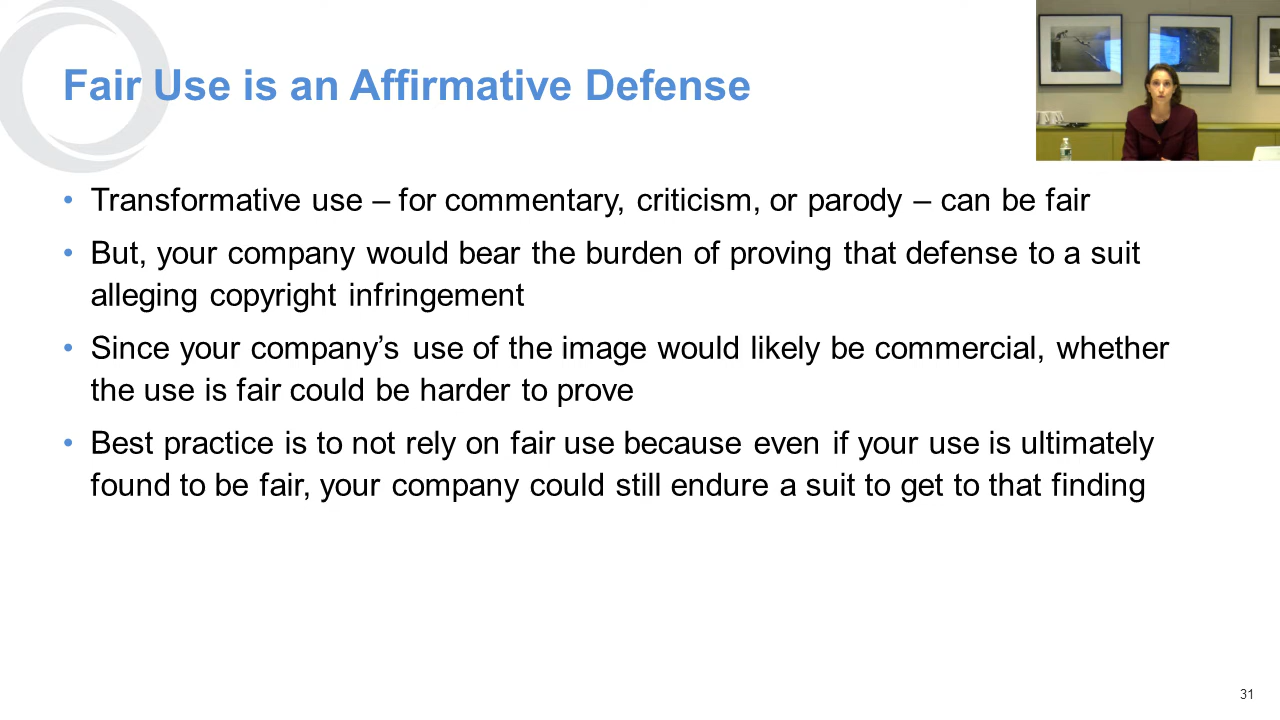 Fair Use is an Affirmative Defense
• Transformative use – for commentary, criticism, or parody – can be fair
• But, your company would bear the burden of proving that defense to a suit
alleging copyright infringement
• Since your company’s use of the image would likely be commercial, whether
the use is fair could be harder to prove
• Best practice is to not rely on fair use because even if your use is ultimately
found to be fair, your company could still endure a suit to get to that finding
31